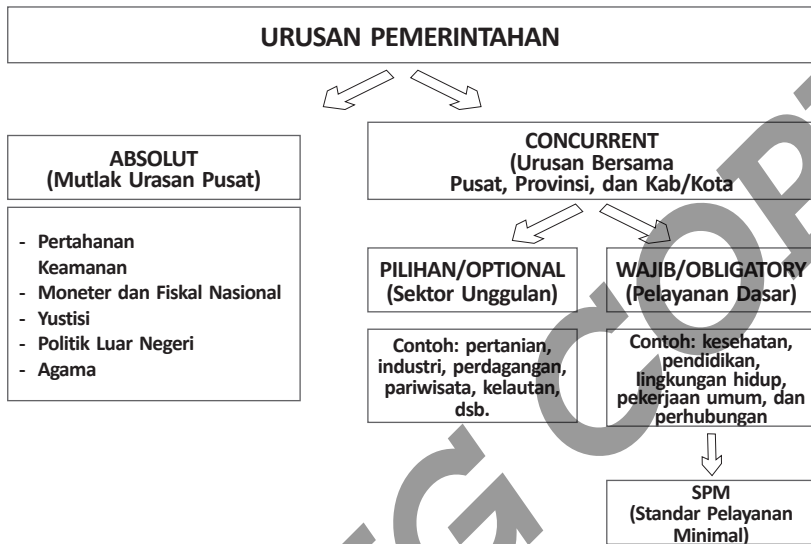 URUSAN PEMERINTAHAN
ABSOLUT
(Mutlak Urasan Pusat)
- Pertahanan
Keamanan
- Moneter dan Fiskal Nasional
- Yustisi
- Politik Luar Negeri
- Agama
CONCURRENT
(Urusan Bersama
Pusat, Provinsi, dan Kab/Kota
PILIHAN/OPTIONAL
(Sektor Unggulan)
Contoh: pertanian,
industri, perdagangan,
pariwisata, kelautan,
dsb.
WAJIB/OBLIGATORY
(Pelayanan Dasar)
Contoh: kesehatan,
pendidikan,
lingkungan hidup,
pekerjaan umum, dan
perhubungan
SPM
(Standar Pelayanan
Minimal)